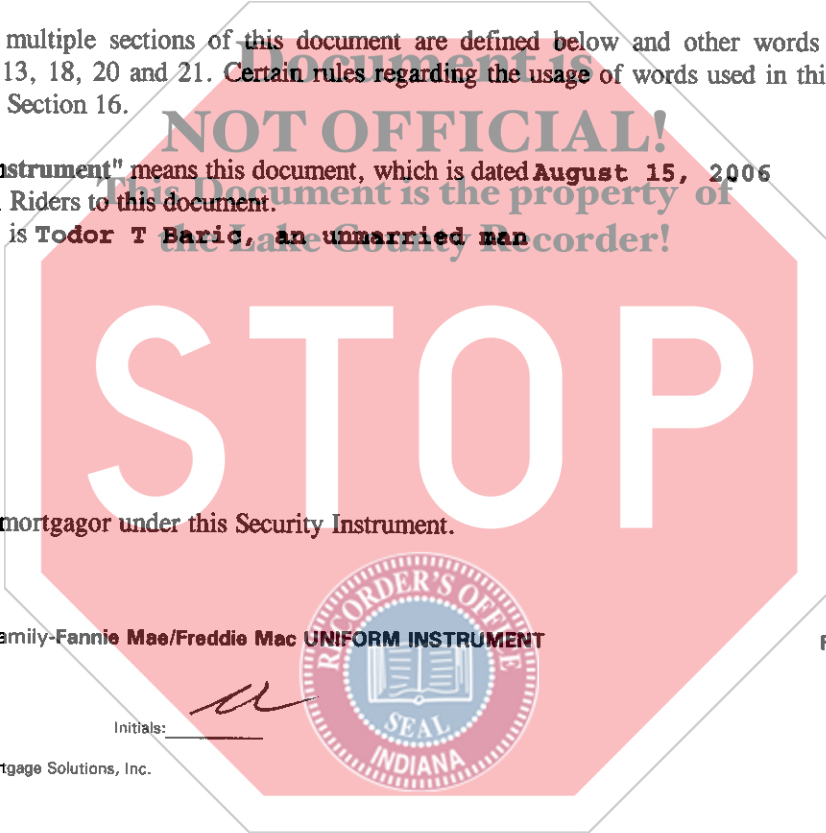 multiple sections of this document are defined below and other words
Document is
13, 18, 20 and 21. Certain rules regarding the usage of words used in thi
Section 16.
NOT OFFICIAL!
nstrument" means this document, which is dated August 15, 2006
This Document is the property of
Riders to this document.
is Todor T Baric, an unmarried man
the Lake County Recorder!
STOP
mortgagor under this Security Instrument.
RECORDER'S OFFICE
amily-Fannie Mae/Freddie Mac UNIFORM INSTRUMENT
F
Initials:
SEAL
INDIANA
tgage Solutions, Inc.